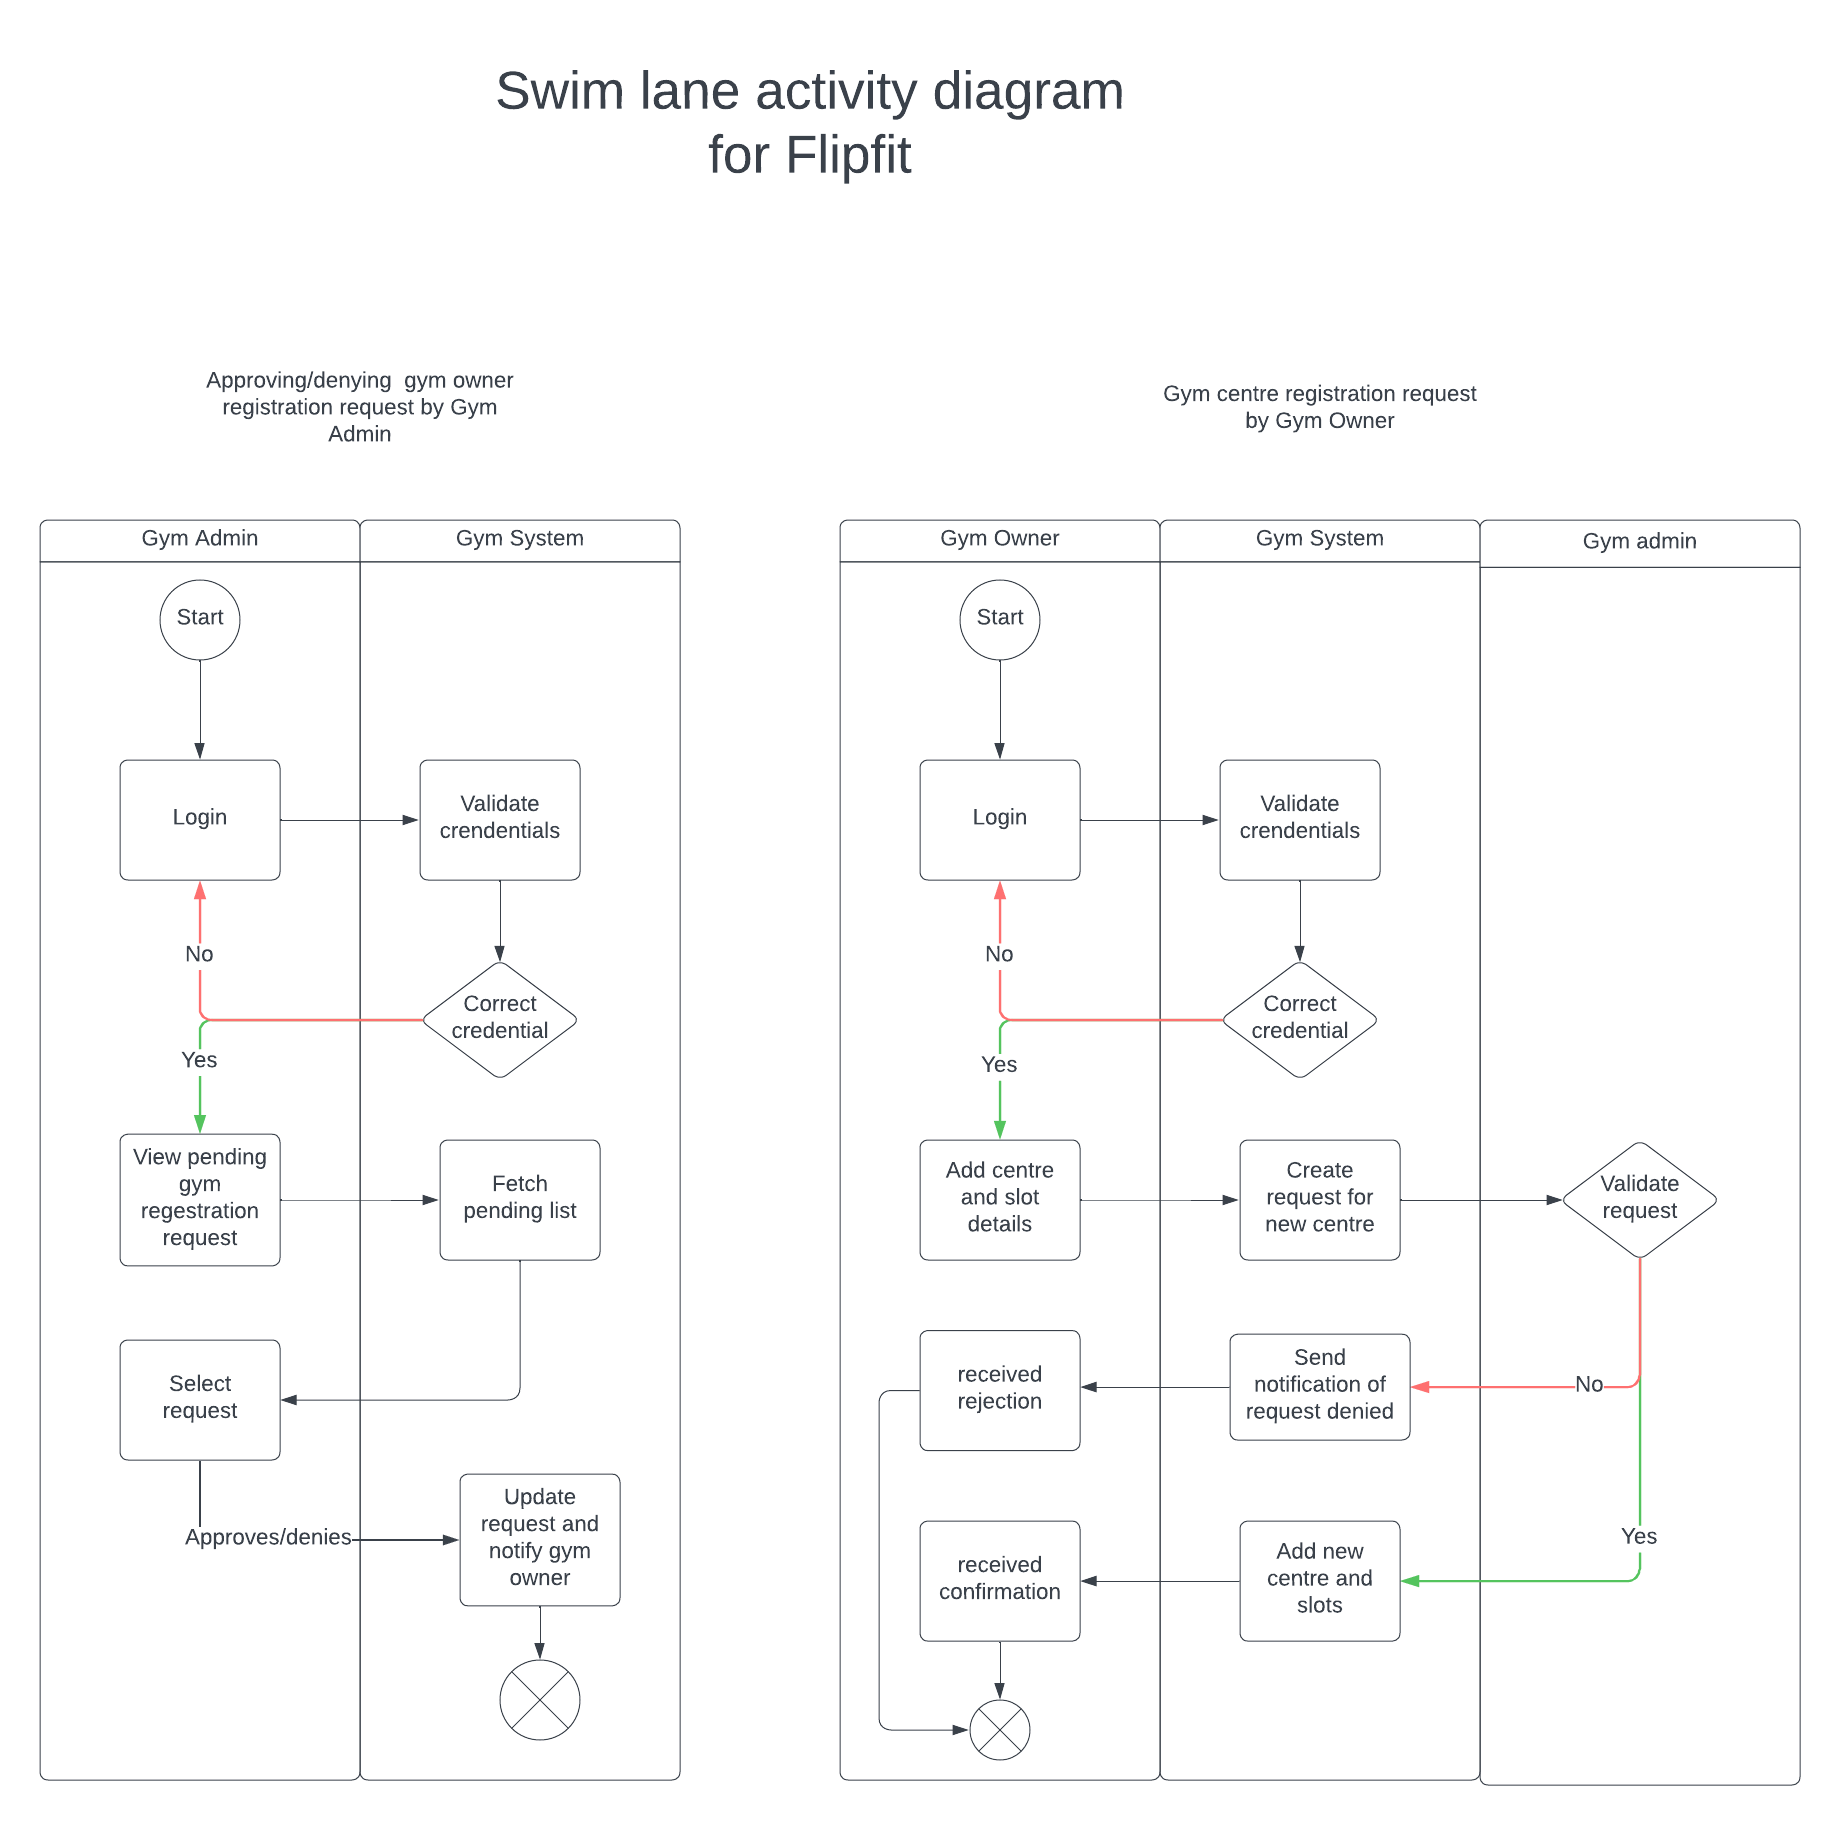 Swim lane activity diagram
for Flipfit
Approving/denying  gym owner
registration request by Gym
Admin
Gym Admin
Gym System
Start
Login
Validate
crendentials
No
Correct
credential
Yes
View pending
gym
regestration
request
Fetch
pending list
Select
request
Approves/denies
Update
request and
notify gym
owner
Gym centre registration request
by Gym Owner
Gym Owner
Gym System
Gym admin
Start
Login
Validate
crendentials
No
Correct
credential
Yes
Add centre
and slot
details
Create
request for
new centre
Validate
request
received
rejection
Send
notification of
request denied
No
received
confirmation
Add new
centre and
slots
Yes